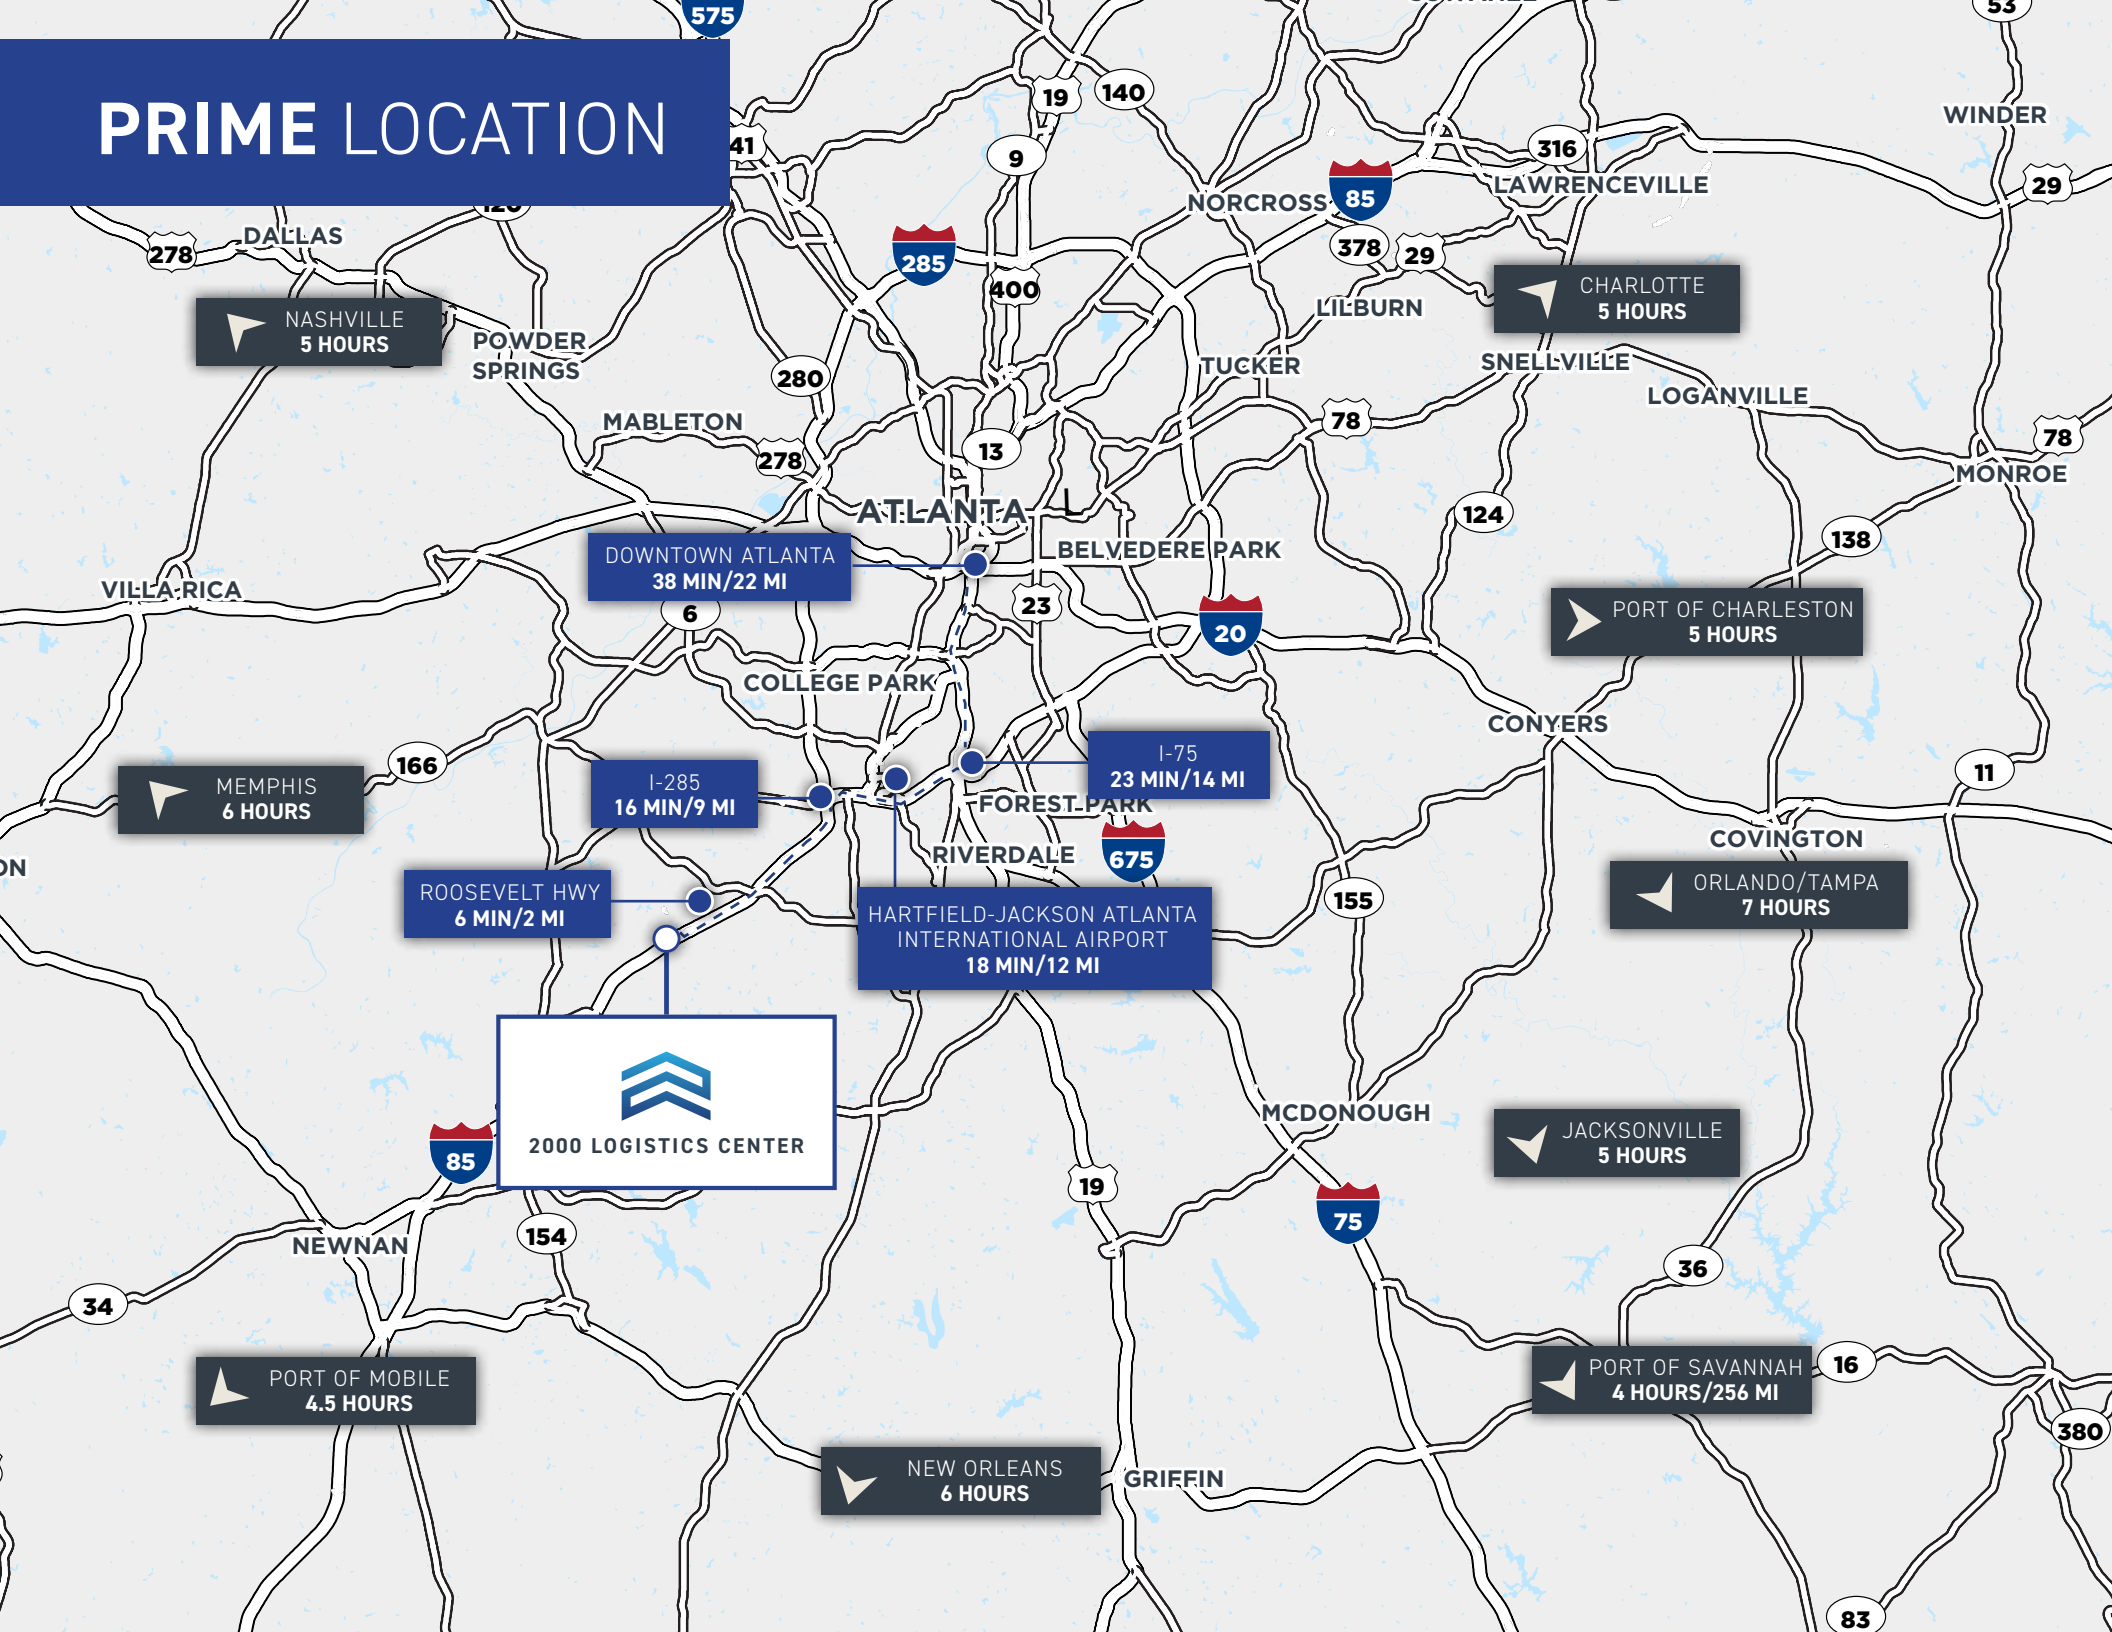 575
53
PRIME LOCATION
19
140
41
9
316
WINDER
85
LAWRENCEVILLE
29
NORCROSS
120
278
DALLAS
285
378
29
400
CHARLOTTE
5 HOURS
LILBURN
NASHVILLE
5 HOURS
POWDER
SPRINGS
280
TUCKER
SNELLVILLE
LOGANVILLE
MABLETON
78
78
278
13
MONROE
ATLANTA
L
124
138
DOWNTOWN ATLANTA
38 MIN/22 MI
BELVEDERE PARK
VILLA RICA
6
23
20
PORT OF CHARLESTON
5 HOURS
COLLEGE PARK
CONYERS
166
I-75
23 MIN/14 MI
11
MEMPHIS
6 HOURS
I-285
16 MIN/9 MI
FOREST PARK
COVINGTON
RIVERDALE
675
ON
ROOSEVELT HWY
6 MIN/2 MI
155
ORLANDO/TAMPA
7 HOURS
HARTFIELD-JACKSON ATLANTA
INTERNATIONAL AIRPORT
18 MIN/12 MI
MCDONOUGH
2000 LOGISTICS CENTER
85
JACKSONVILLE
5 HOURS
19
75
154
NEWNAN
36
34
PORT OF MOBILE
4.5 HOURS
PORT OF SAVANNAH
4 HOURS/256 MI
16
380
NEW ORLEANS
6 HOURS
GRIFFIN
83